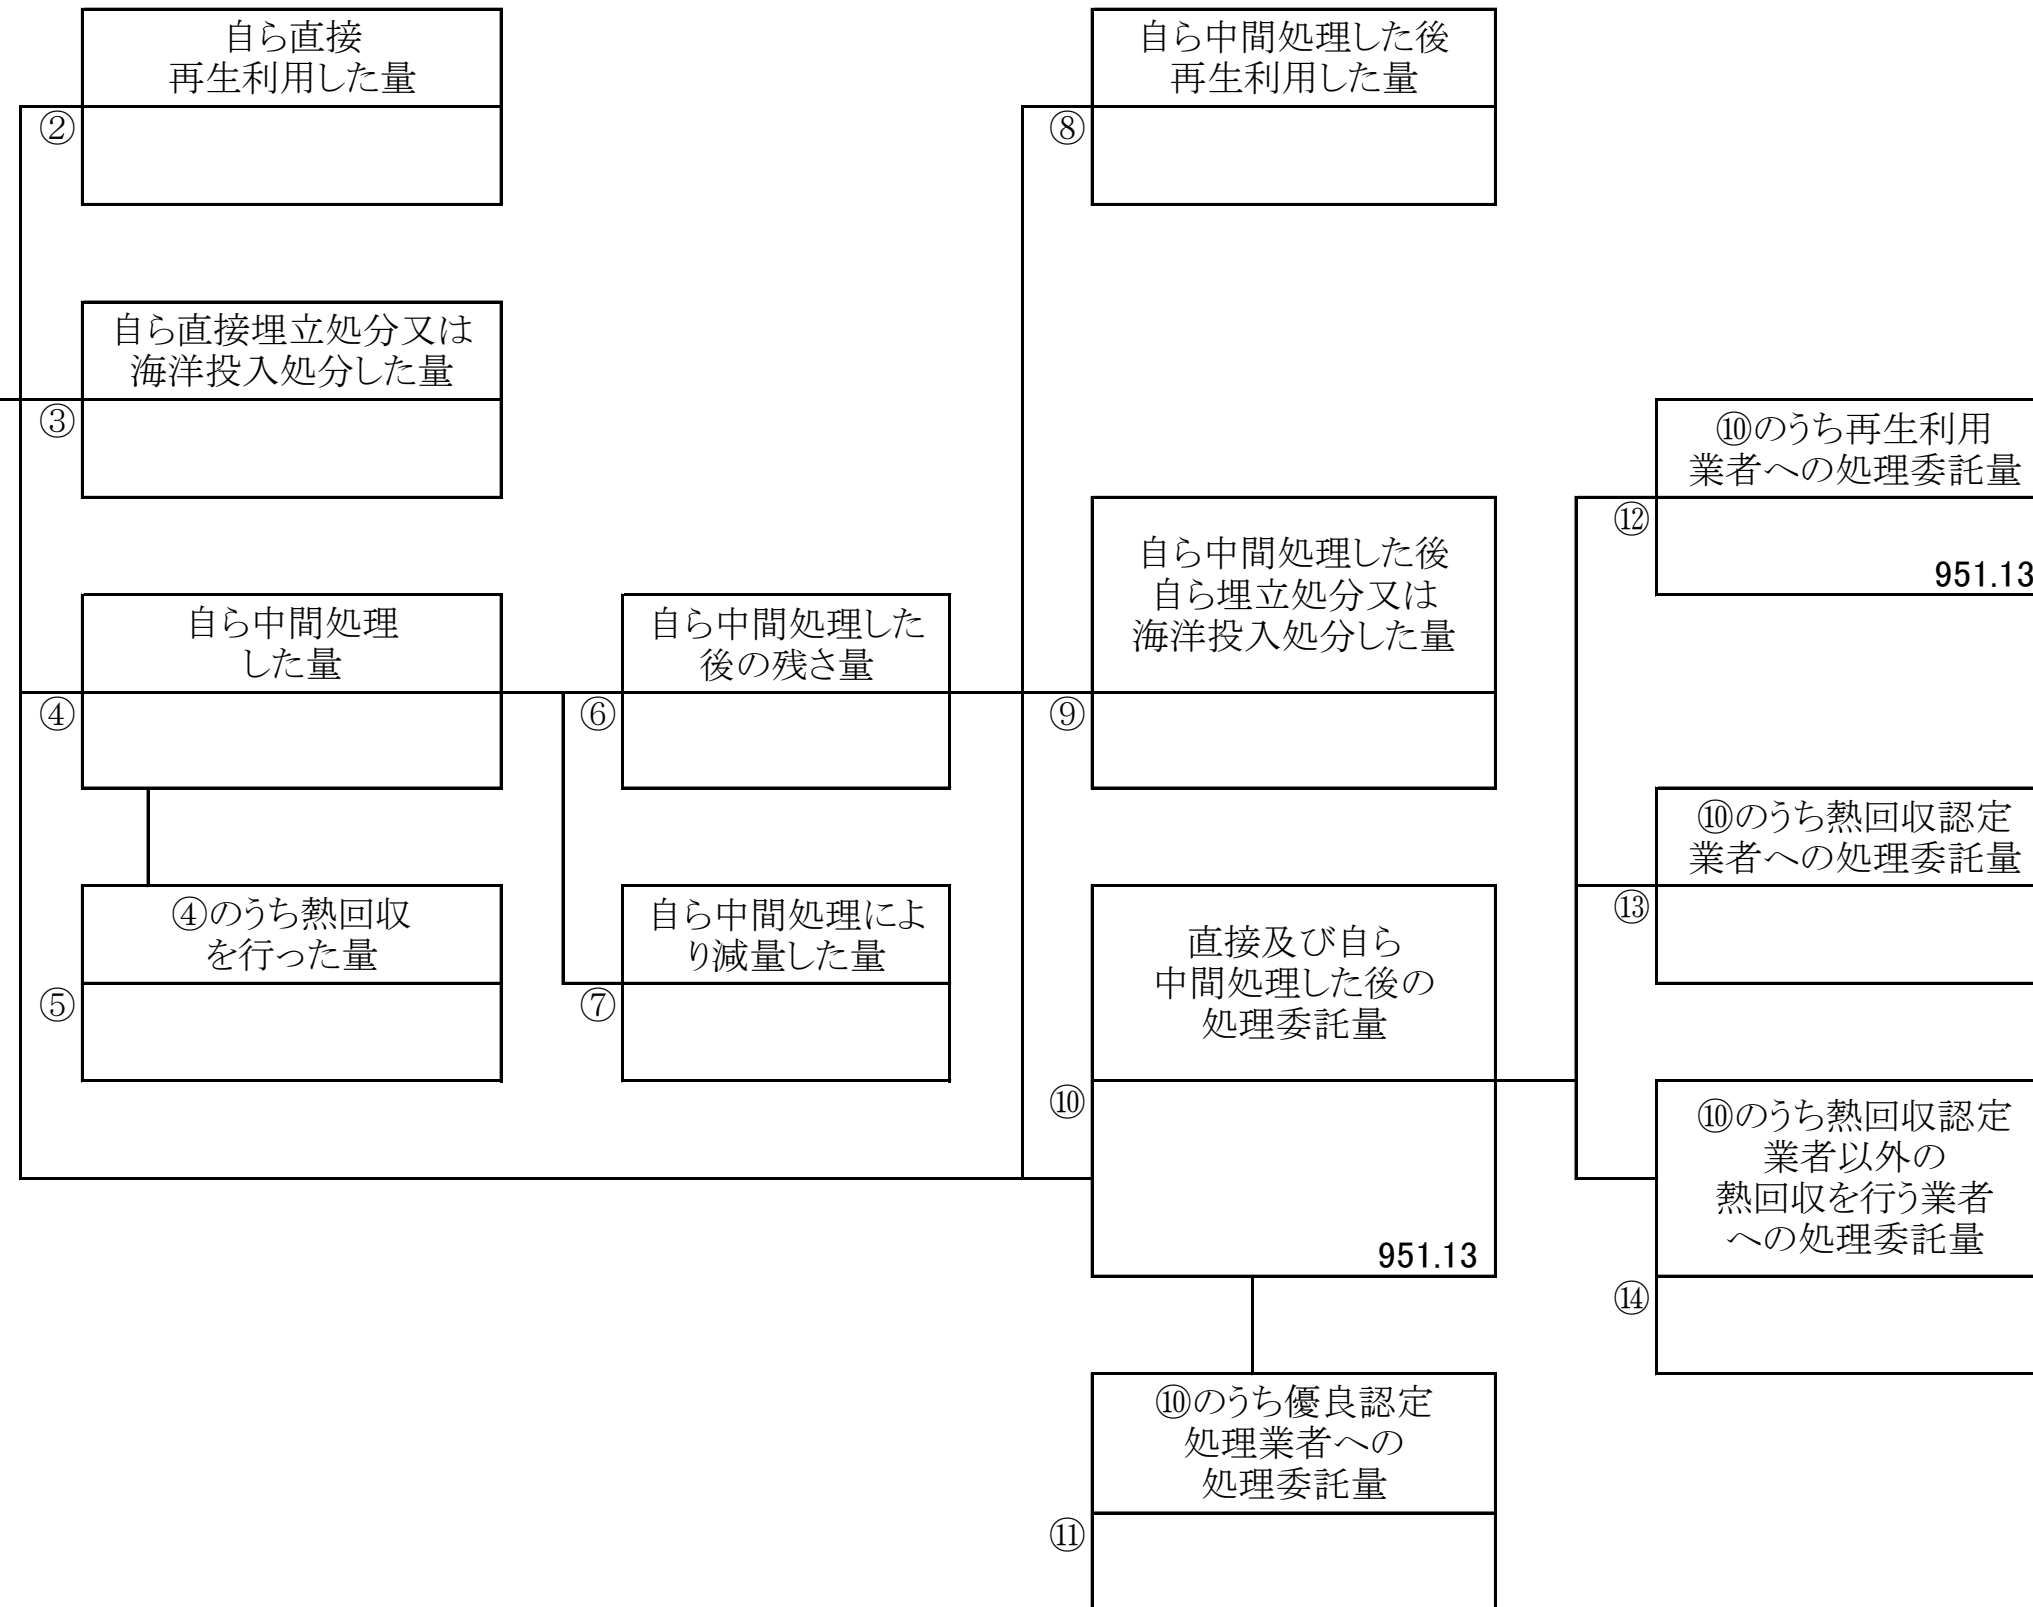 自ら直接
再生利用した量
②
自ら中間処理した後
再生利用した量
⑧
自ら直接埋立処分又は
海洋投入処分した量
③
⑩のうち再生利用
業者への処理委託量
⑫
951.13
自ら中間処理した後
自ら埋立処分又は
海洋投入処分した量
⑨
自ら中間処理
した量
④
自ら中間処理した
後の残さ量
⑥
⑩のうち熱回収認定
業者への処理委託量
⑬
④のうち熱回収
を行った量
⑤
自ら中間処理によ
り減量した量
⑦
直接及び自ら
中間処理した後の
処理委託量
⑩
951.13
⑩のうち熱回収認定
業者以外の
熱回収を行う業者
への処理委託量
⑭
⑩のうち優良認定
処理業者への
処理委託量
⑪